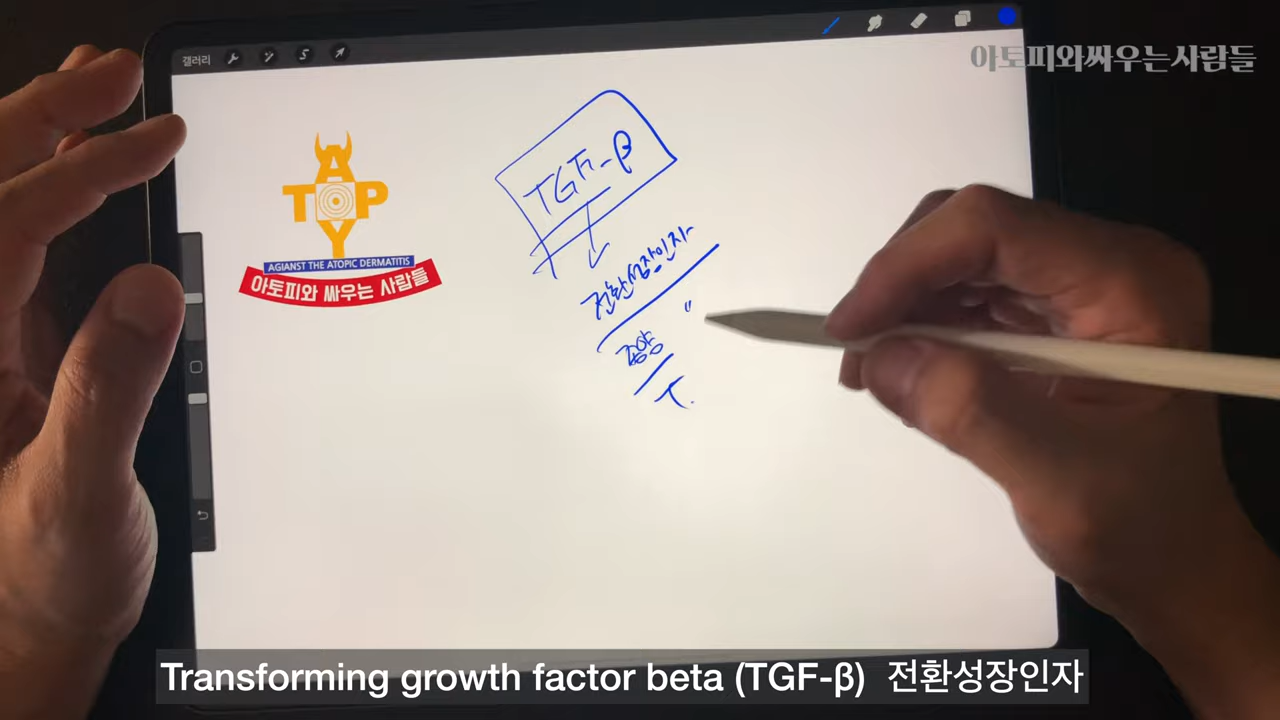 갤러리
아토피와싸우는사람들
A
TOP
Y
AGIANST THE ATOPIC DERMATITIS
아토피와 싸우는 사람들
TGF-β
전환성장인자
"
종양
T.
Transforming growth factor beta (TGF-β) 전환성장인자